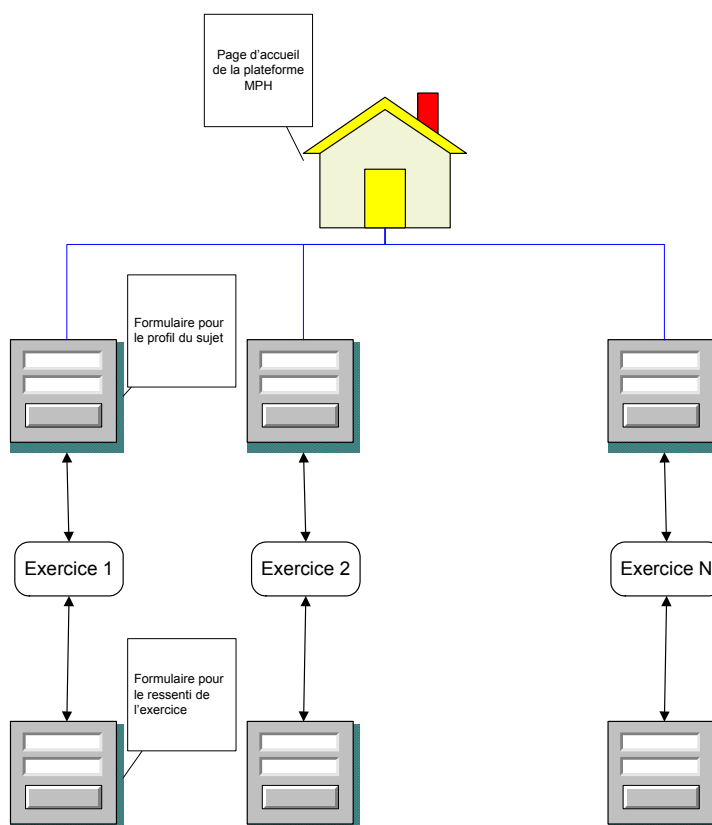 Page d'accueil
de la plateforme
MPH
Formulaire pour
le profil du sujet
Exercice 1
Exercice 2
Exercice N
Formulaire pour
le ressenti de
l'exercice